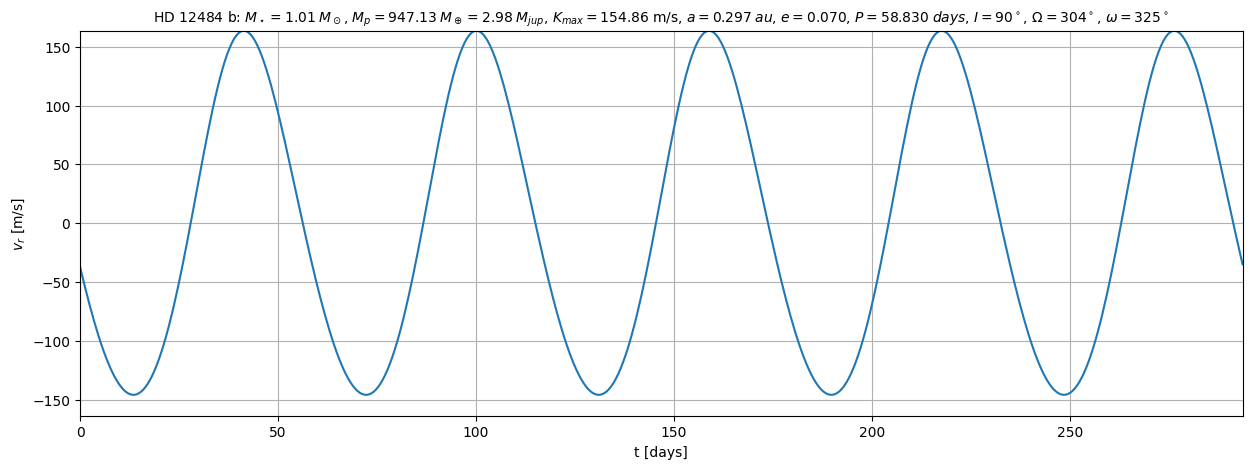 HD 12484 b: M⋆ = 1.01 M⊙, Mp = 947.13 M⊕ = 2.98 Mjup, Kmax = 154.86 m/s, a = 0.297 au, e = 0.070, P = 58.830 days, I = 90°, Ω = 304°, ω = 325°
150
100
50
0
−50
−100
−150
vr [m/s]
0 50 100 150 200 250
t [days]